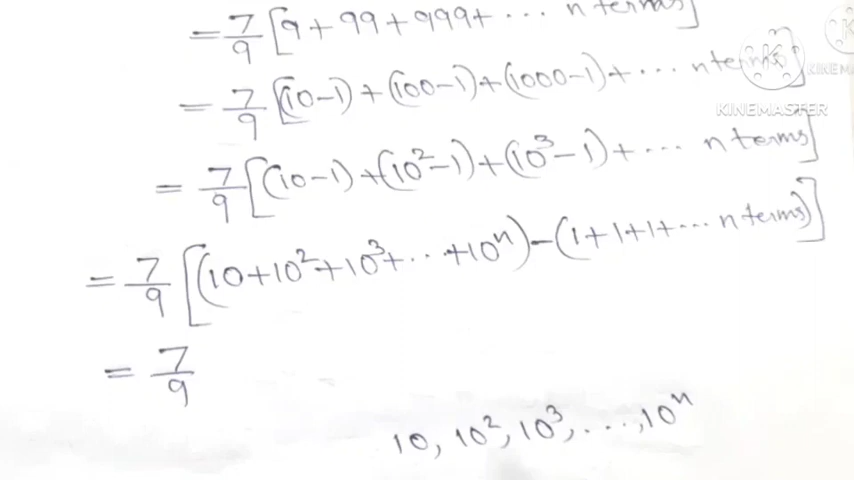 = 7/9 [9 + 99 + 999 + ... n terms]
= 7/9 [(10-1) + (100-1) + (1000-1) + ... n terms]
KINEMASTER
KINEMASTER
= 7/9 [(10-1) + (10² - 1) + (10³ - 1) + ... n terms]
= 7/9 [(10 + 10² + 10³ + ... + 10ⁿ) - (1 + 1 + 1 + ... n terms)]
= 7/9
10, 10², 10³, ..., 10ⁿ